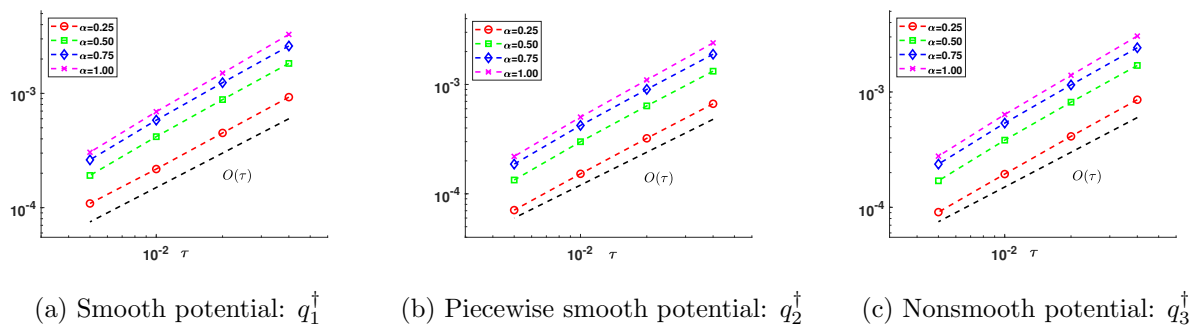 α=0.25
α=0.50
α=0.75
α=1.00
10⁻³
10⁻⁴
O(τ)
10⁻² τ
(a) Smooth potential: q₁†
α=0.25
α=0.50
α=0.75
α=1.00
10⁻³
10⁻⁴
O(τ)
10⁻² τ
(b) Piecewise smooth potential: q₂†
α=0.25
α=0.50
α=0.75
α=1.00
10⁻³
10⁻⁴
O(τ)
10⁻² τ
(c) Nonsmooth potential: q₃†